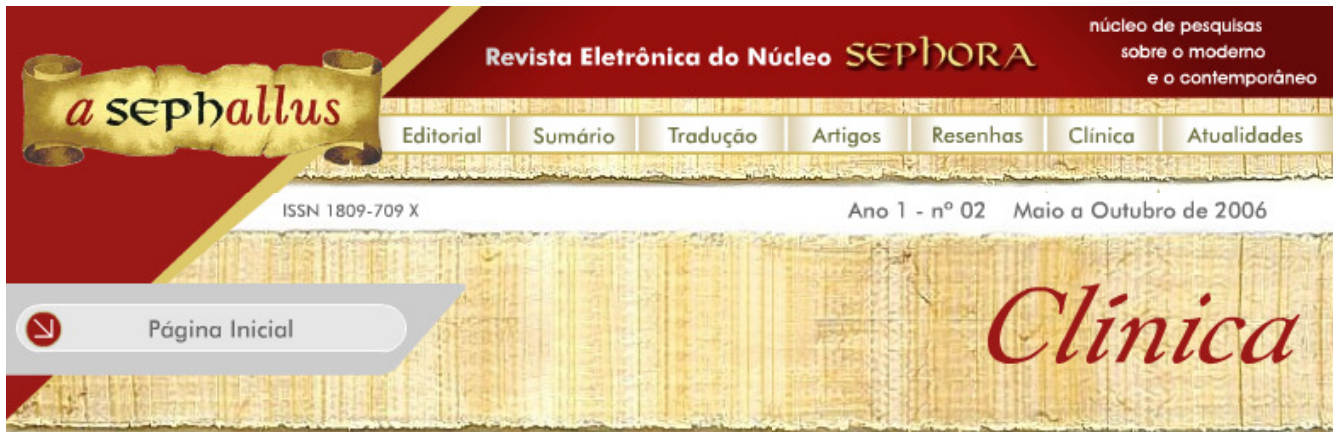 a sephallus
Revista Eletrônica do Núcleo SEPHORA
núcleo de pesquisas
sobre o moderno
e o contemporâneo
Editorial Sumário Tradução Artigos Resenhas Clínica Atualidades
ISSN 1809-709 X Ano 1 - nº 02 Maio a Outubro de 2006
Página Inicial
Clínica